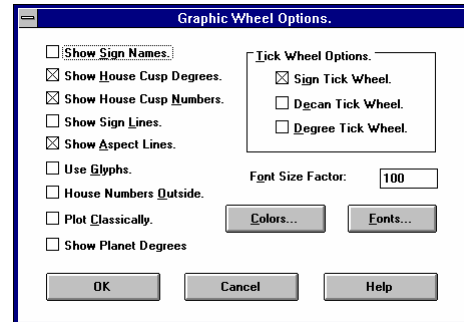 Graphic Wheel Options.
Show Sign Names.
Show House Cusp Degrees.
Show House Cusp Numbers.
Show Sign Lines.
Show Aspect Lines.
Use Glyphs.
House Numbers Outside.
Plot Classically.
Show Planet Degrees
Tick Wheel Options.
Sign Tick Wheel.
Decan Tick Wheel.
Degree Tick Wheel.
Font Size Factor: 100
Colors... Fonts...
OK Cancel Help